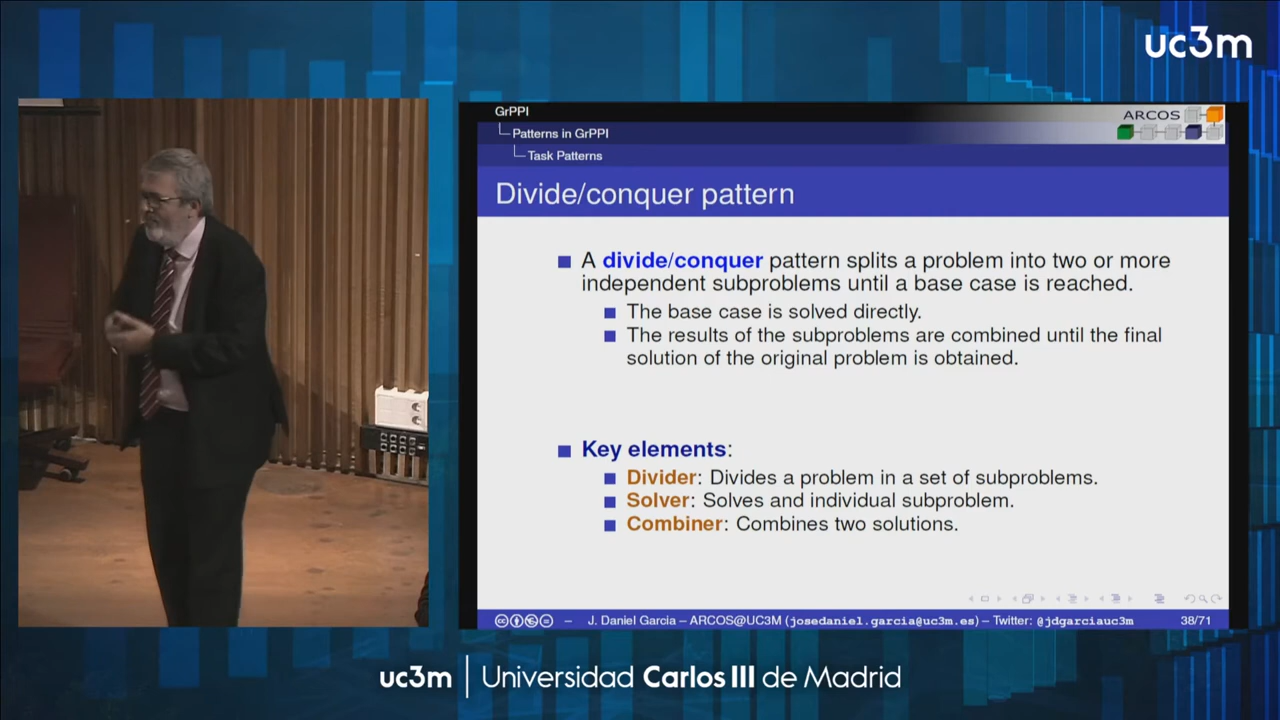 uc3m
GrPPI
Patterns in GrPPI
Task Patterns
ARCOS
Divide/conquer pattern
A divide/conquer pattern splits a problem into two or more
independent subproblems until a base case is reached.
The base case is solved directly.
The results of the subproblems are combined until the final
solution of the original problem is obtained.
Key elements:
Divider: Divides a problem in a set of subproblems.
Solver: Solves and individual subproblem.
Combiner: Combines two solutions.
– J. Daniel Garcia – ARCOS@UC3M (josedaniel.garcia@uc3m.es) – Twitter: @jdgarciauc3m 38/71
uc3m | Universidad Carlos III de Madrid